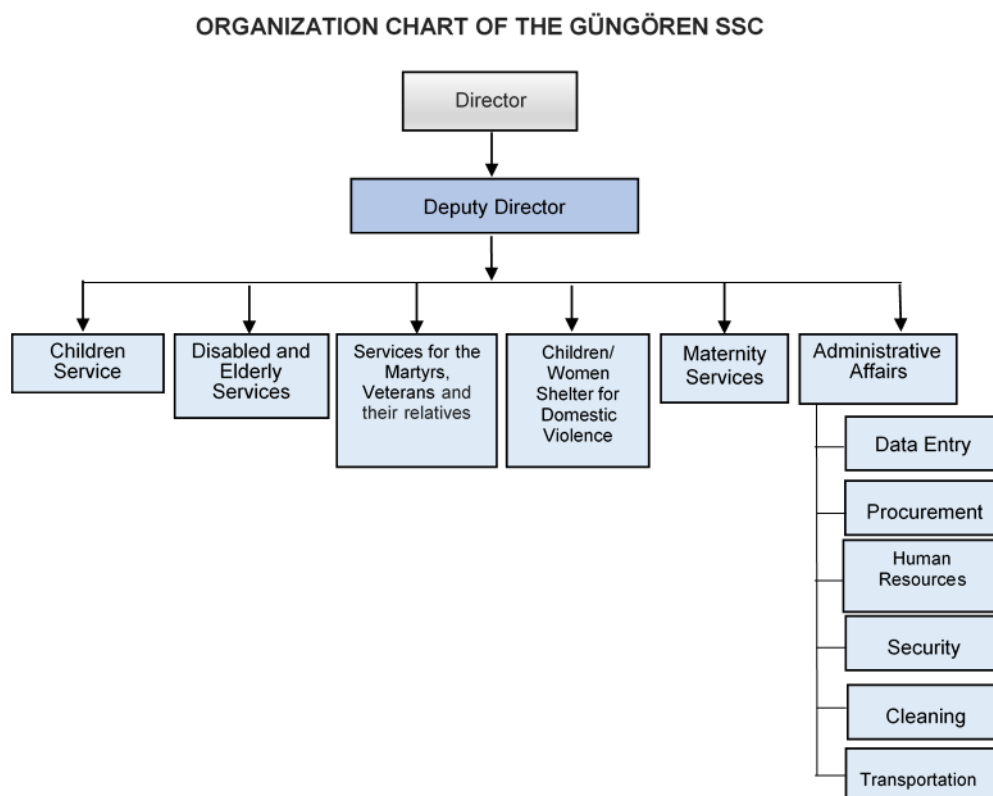 ORGANIZATION CHART OF THE GÜNGÖREN SSC
Director
Deputy Director
Children
Service
Disabled and
Elderly
Services
Services for the
Martyrs,
Veterans and
their relatives
Children/
Women
Shelter for
Domestic
Violence
Maternity
Services
Administrative
Affairs
Data Entry
Procurement
Human
Resources
Security
Cleaning
Transportation